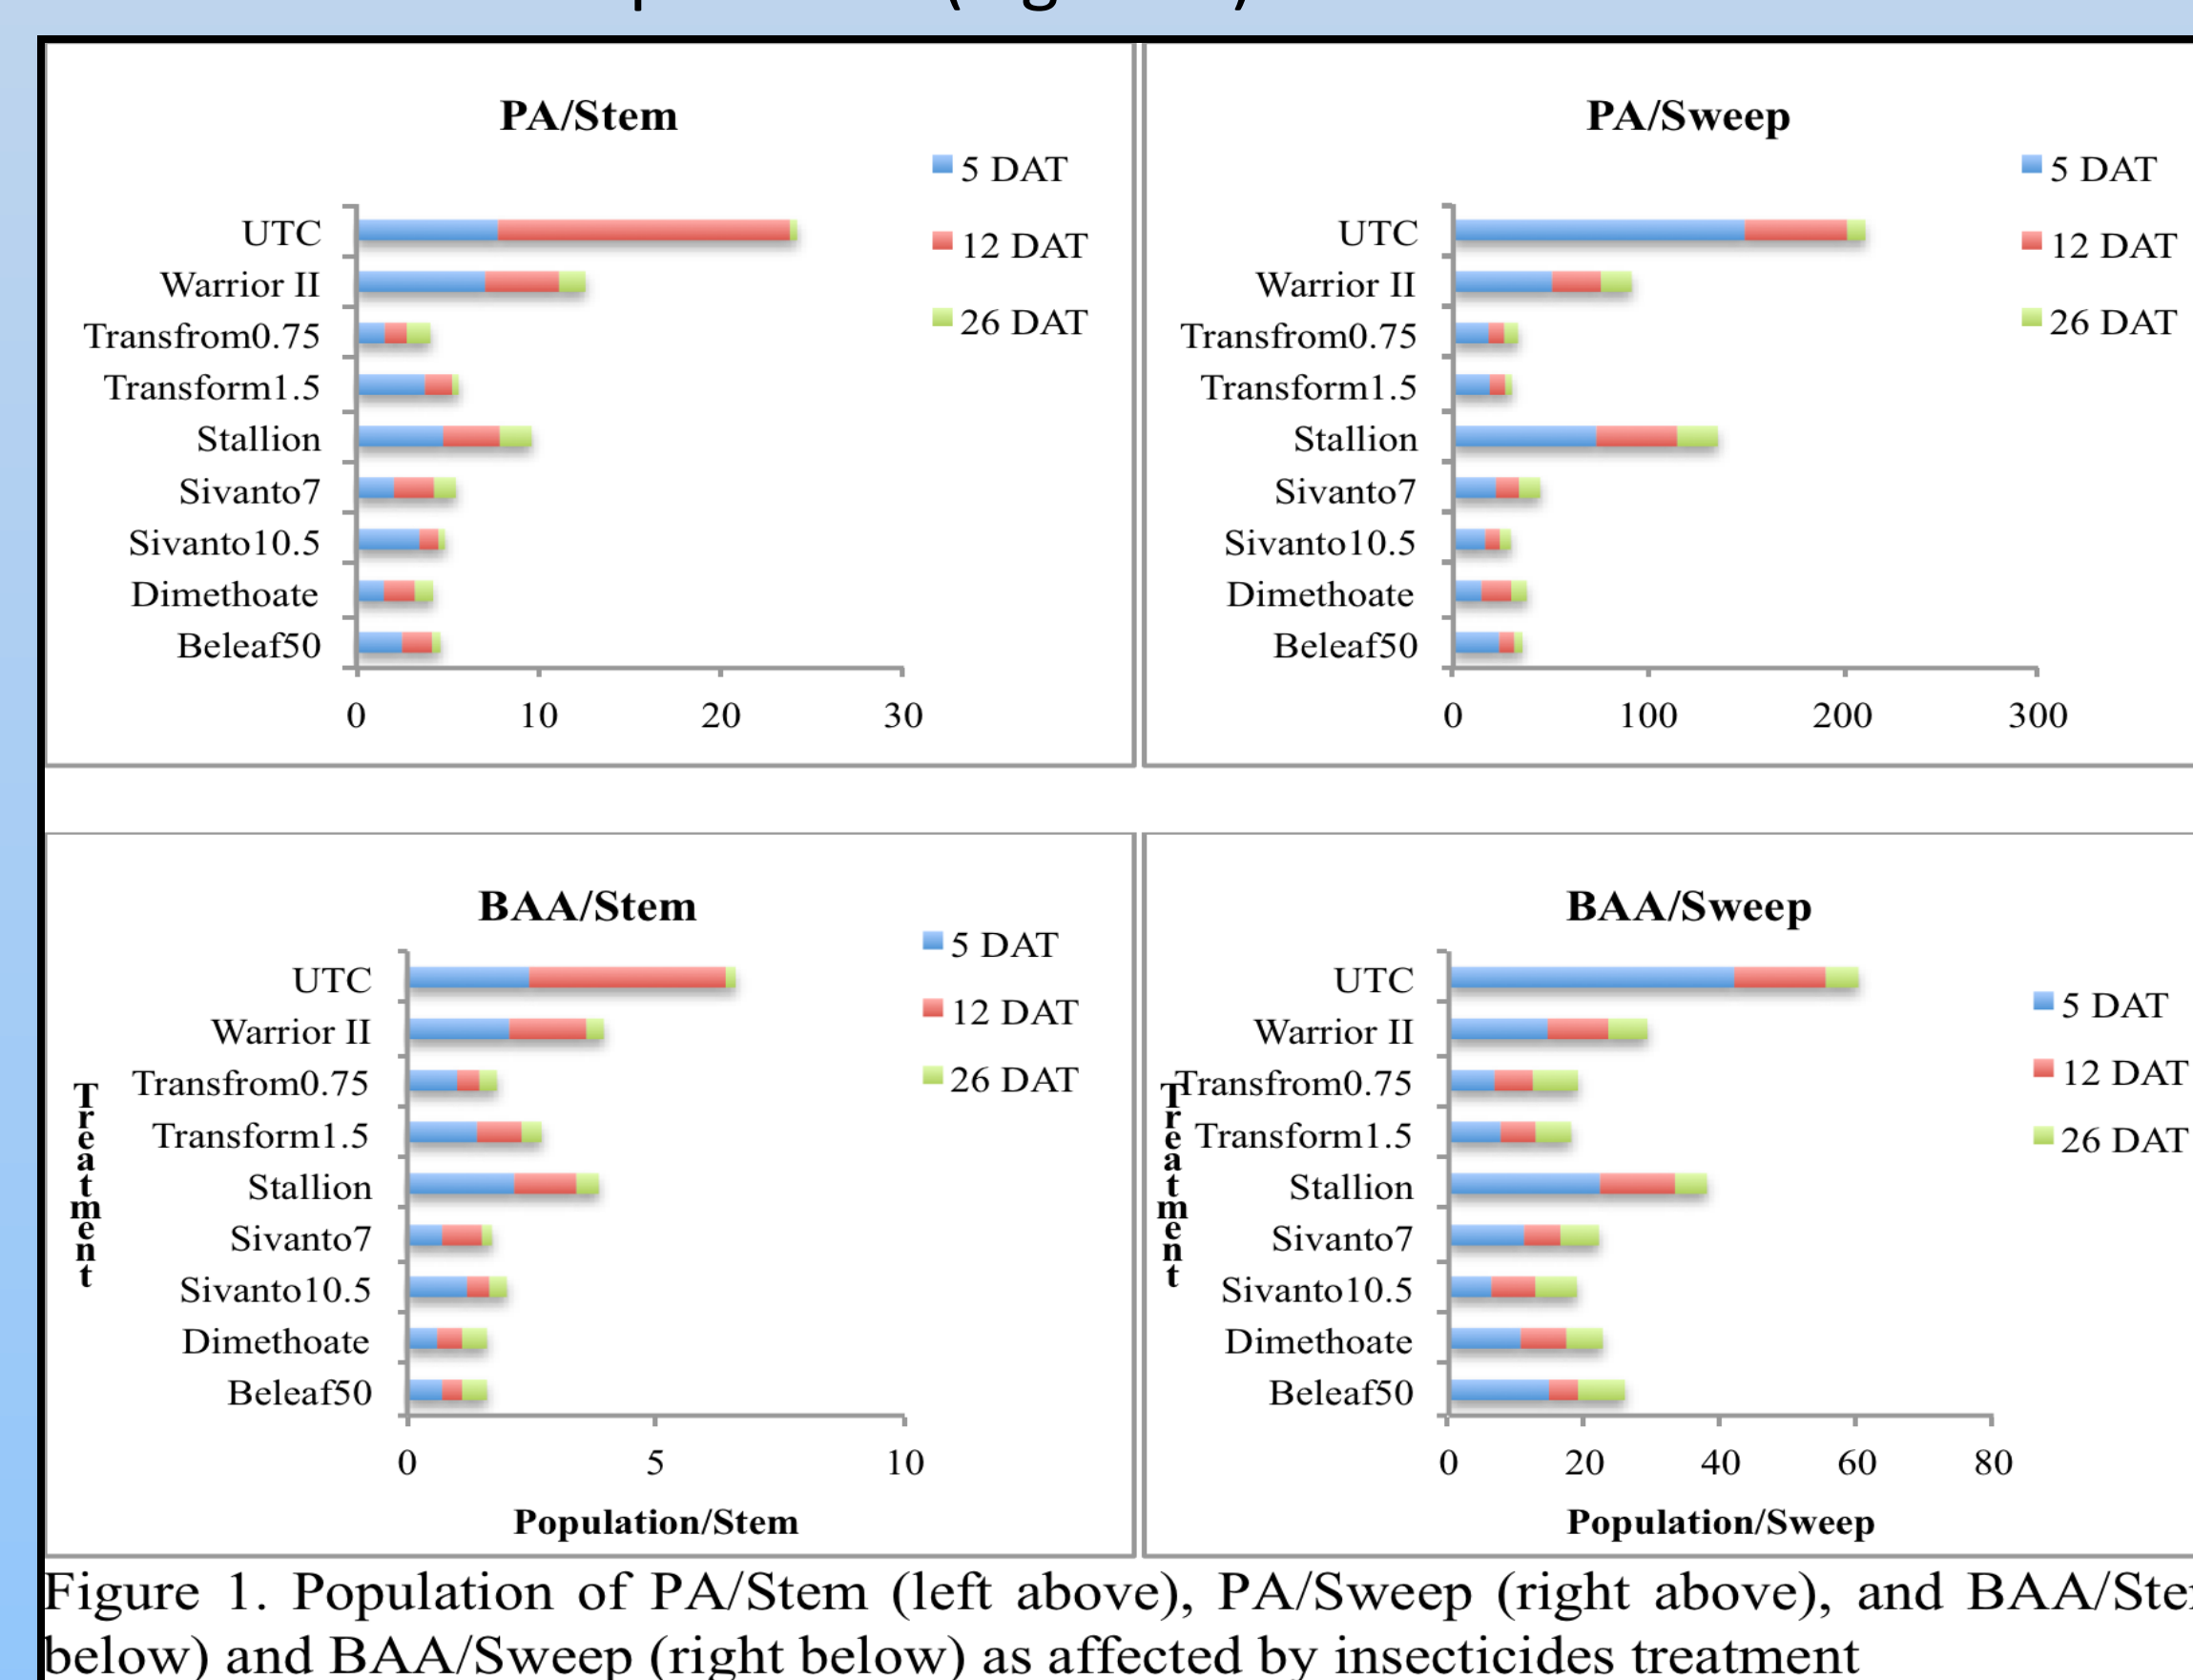 PA/Stem
5 DAT
12 DAT
26 DAT
UTC
Warrior II
Transfrom0.75
Transform1.5
Stallion
Sivanto7
Sivanto10.5
Dimethoate
Beleaf50
0 10 20 30
PA/Sweep
5 DAT
12 DAT
26 DAT
UTC
Warrior II
Transfrom0.75
Transform1.5
Stallion
Sivanto7
Sivanto10.5
Dimethoate
Beleaf50
0 100 200 300
BAA/Stem
5 DAT
12 DAT
26 DAT
Treatment
UTC
Warrior II
Transfrom0.75
Transform1.5
Stallion
Sivanto7
Sivanto10.5
Dimethoate
Beleaf50
0 5 10
Population/Stem
BAA/Sweep
5 DAT
12 DAT
26 DAT
Treatment
UTC
Warrior II
Transfrom0.75
Transform1.5
Stallion
Sivanto7
Sivanto10.5
Dimethoate
Beleaf50
0 20 40 60 80
Population/Sweep
Figure 1. Population of PA/Stem (left above), PA/Sweep (right above), and
below) and BAA/Sweep (right below) as affected by insecticides treatment